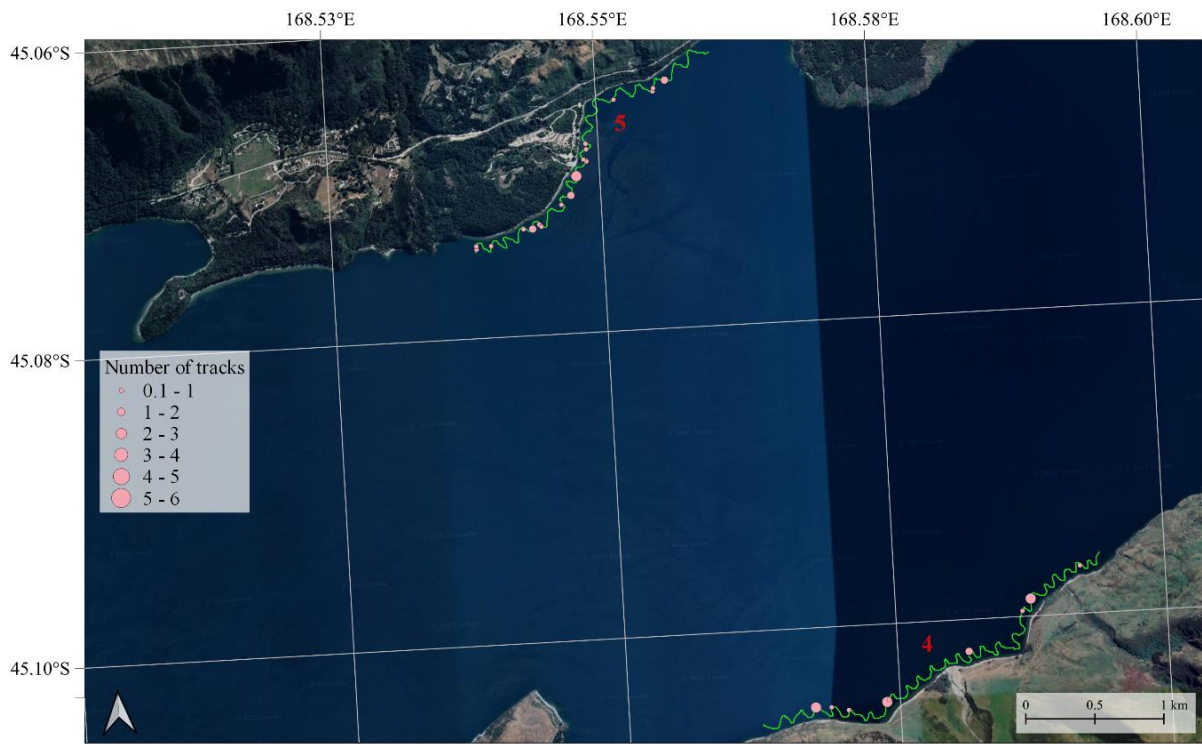 168.53°E 168.55°E 168.58°E 168.60°E
45.06°S
5
45.08°S
Number of tracks
0.1 - 1
1 - 2
2 - 3
3 - 4
4 - 5
5 - 6
4
45.10°S
0 0.5 1 km